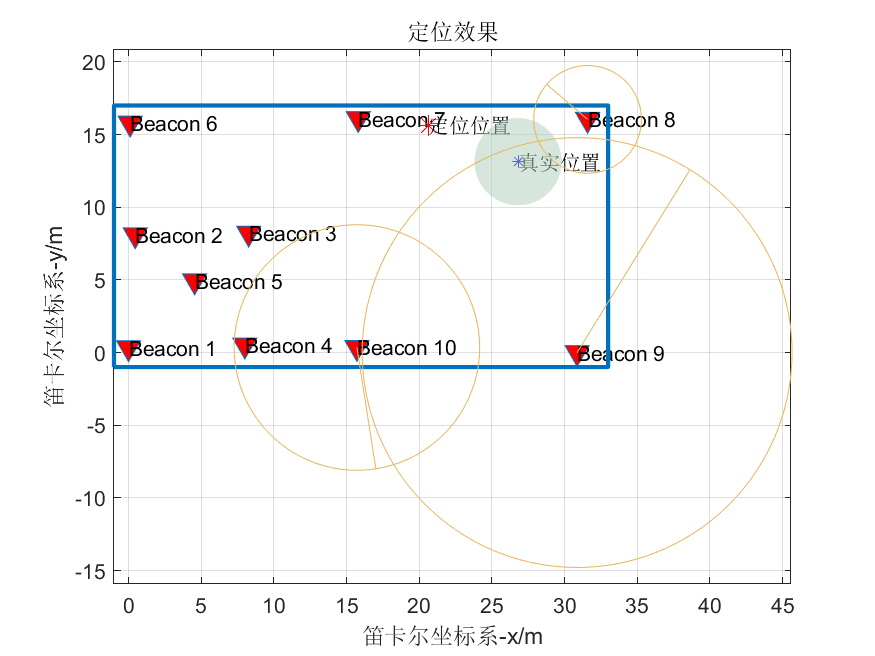 定位效果
20
15
10
5
0
-5
-10
-15
笛卡尔坐标系-y/m
Beacon 6
Beacon 7
定位位置
Beacon 8
真实位置
Beacon 2
Beacon 3
Beacon 5
Beacon 1
Beacon 4
Beacon 10
Beacon 9
0
5
10
15
20
25
30
35
40
45
笛卡尔坐标系-x/m